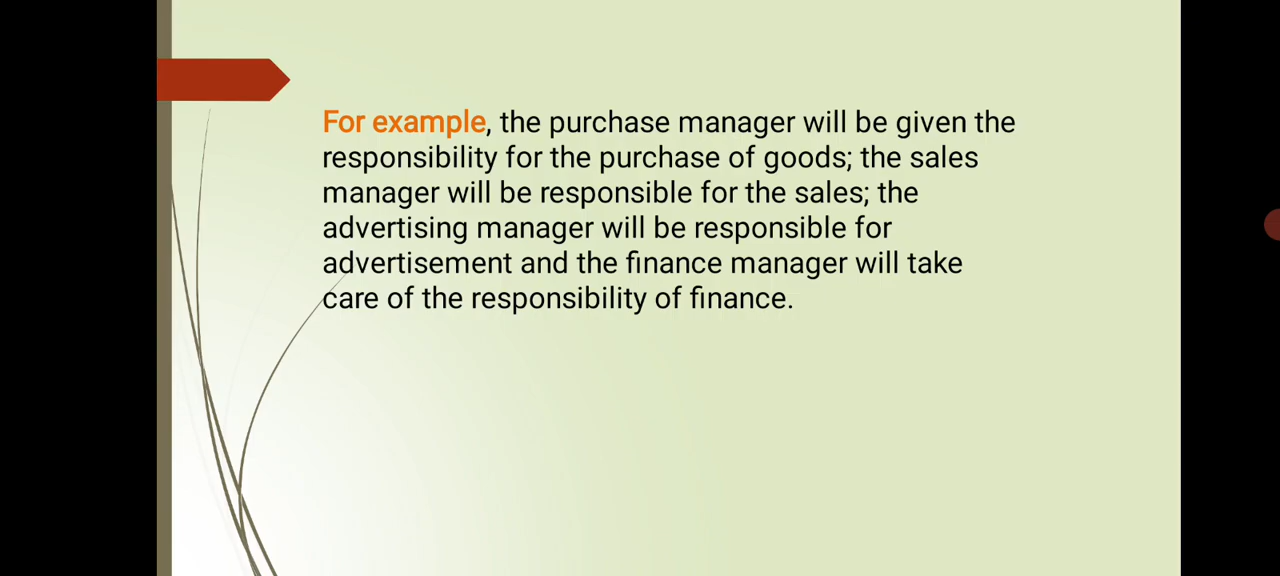 For example, the purchase manager will be given the
responsibility for the purchase of goods; the sales
manager will be responsible for the sales; the
advertising manager will be responsible for
advertisement and the finance manager will take
care of the responsibility of finance.